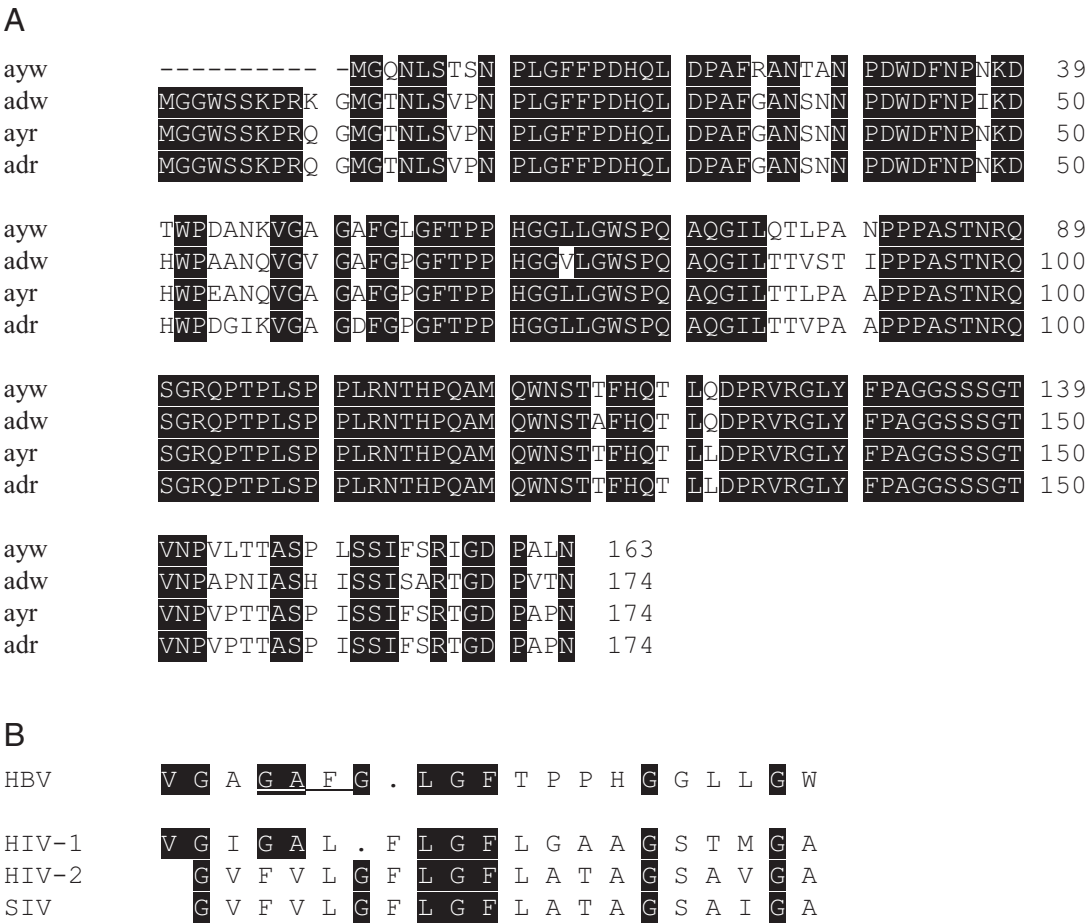 A
ayw ---------- -MGQNLSTSN PLGFFPDHQL DPAFRANTAN PDWDFNPNKD 39
adw MGGWSSKPRK GMGTNLSVPN PLGFFPDHQL DPAFGANSNN PDWDFNPIKD 50
ayr MGGWSSKPRQ GMGTNLSVPN PLGFFPDHQL DPAFGANSNN PDWDFNPNKD 50
adr MGGWSSKPRQ GMGTNLSVPN PLGFFPDHQL DPAFGANSNN PDWDFNPNKD 50
ayw TWPDANKVGA GAFGLGFTPP HGGLLGWSPQ AQGILQTLPA NPPPASTNRQ 89
adw HWPAANQVGV GAFGPGFTPP HGGVLGWSPQ AQGILTTVST IPPPASTNRQ 100
ayr HWPEANQVGA GAFGPGFTPP HGGLLGWSPQ AQGILTTLPA APPPASTNRQ 100
adr HWPDGIKVGA GDFGPGFTPP HGGLLGWSPQ AQGILTTVPA APPPASTNRQ 100
ayw SGRQPTPLSP PLRNTHPQAM QWNSTTFHQT LQDPRVRGLY FPAGGSSSGT 139
adw SGRQPTPLSP PLRNTHPQAM QWNSTAFHQT LQDPRVRGLY FPAGGSSSGT 150
ayr SGRQPTPLSP PLRNTHPQAM QWNSTTFHQT LLDPRVRGLY FPAGGSSSGT 150
adr SGRQPTPLSP PLRNTHPQAM QWNSTTFHQT LLDPRVRGLY FPAGGSSSGT 150
ayw VNPVLTTASP LSSIFSRIGD PALN 163
adw VNPAPNIASH ISSISARTGD PVTN 174
ayr VNPVPTTASP ISSIFSRTGD PAPN 174
adr VNPVPTTASP ISSIFSRTGD PAPN 174
B
HBV V G A G A F G . L G F T P P H G G L L G W
HIV-1 V G I G A L . F L G F L G A A G S T M G A
HIV-2 G V F V L G F L G F L A T A G S A V G A
SIV G V F V L G F L G F L A T A G S A I G A